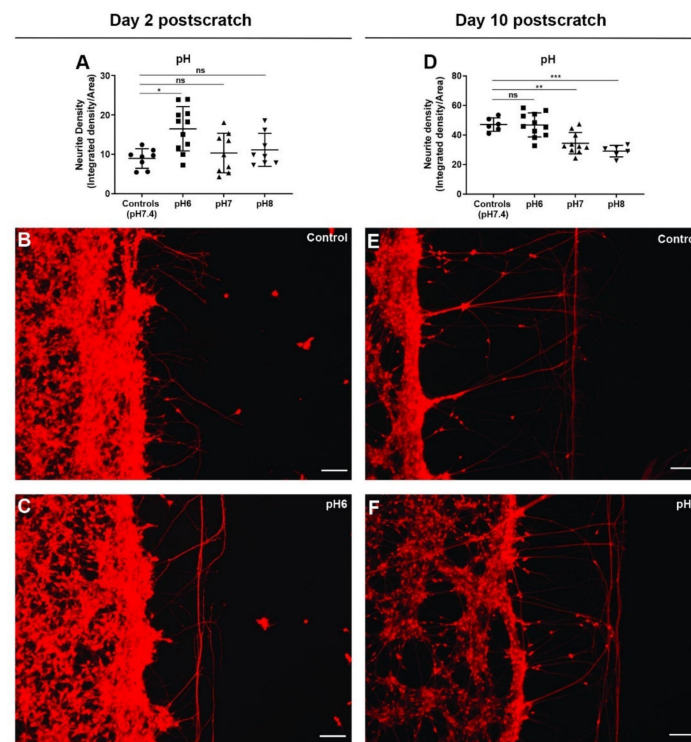 Day 2 postscratch
Day 10 postscratch
A
pH
ns
ns
*
Neurite Density
(Integrated density/Area)
30
20
10
0
Controls
(pH7.4)
pH6
pH7
pH8
D
pH
***
**
ns
Neurite Density
(Integrated density/Area)
80
60
40
20
0
Controls
(pH7.4)
pH6
pH7
pH8
B
Control
E
Contro
C
pH6
F
pH